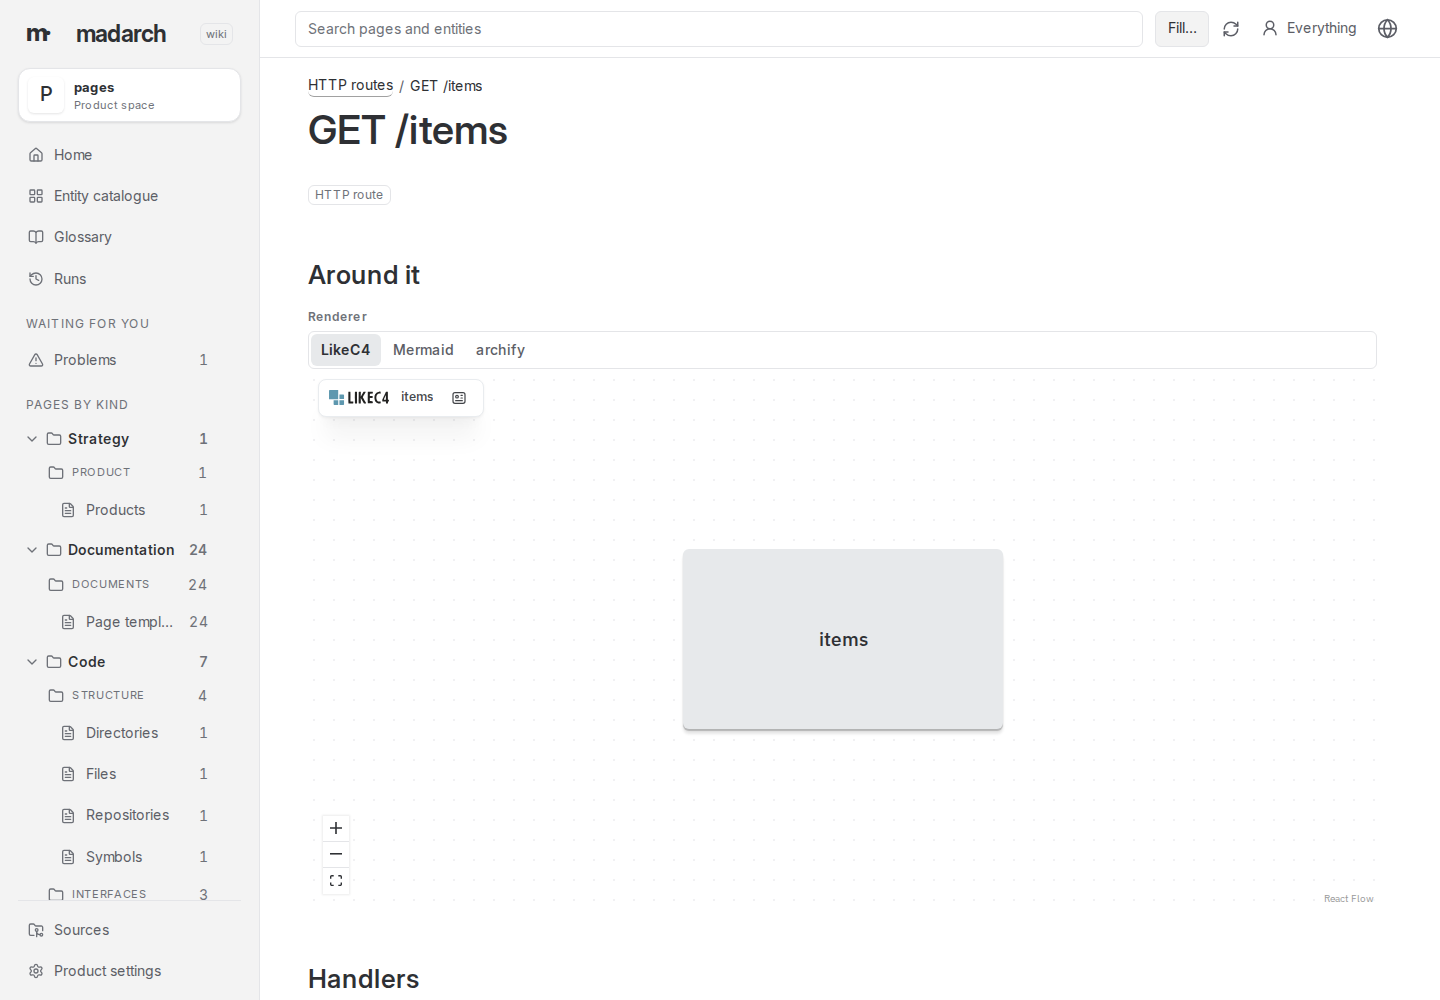 m·
madarch
wiki
Search pages and entities
Fill...
Everything
P
pages
Product space
Home
Entity catalogue
Glossary
Runs
WAITING FOR YOU
Problems 1
PAGES BY KIND
Strategy 1
PRODUCT 1
Products 1
Documentation 24
DOCUMENTS 24
Page templ... 24
Code 7
STRUCTURE 4
Directories 1
Files 1
Repositories 1
Symbols 1
INTERFACES 3
Sources
Product settings
HTTP routes / GET /items
GET /items
HTTP route
Around it
Renderer
LikeC4 Mermaid archify
LIKEC4 items
items
React Flow
Handlers